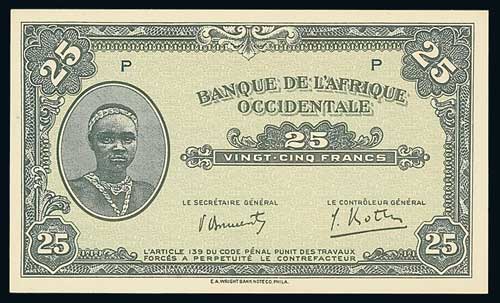 25 25
P P
BANQUE DE L'AFRIQUE
OCCIDENTALE
25
VINGT-CINQ FRANCS
LE SECRÉTAIRE GÉNÉRAL LE CONTRÔLEUR GÉNÉRAL
25 25
L'ARTICLE 139 DU CODE PÉNAL PUNIT DES TRAVAUX
FORCÉS A PERPETUITÉ LE CONTREFACTEUR
E.A.WRIGHT BANK NOTE CO. PHILA.